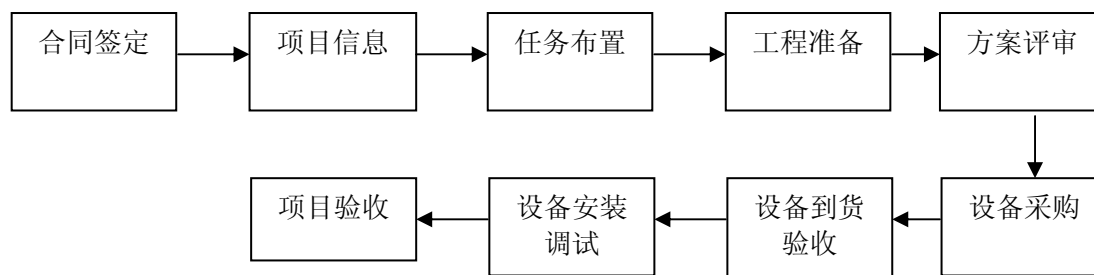 合同签定
项目信息
任务布置
工程准备
方案评审
设备采购
设备到货
验收
设备安装
调试
项目验收